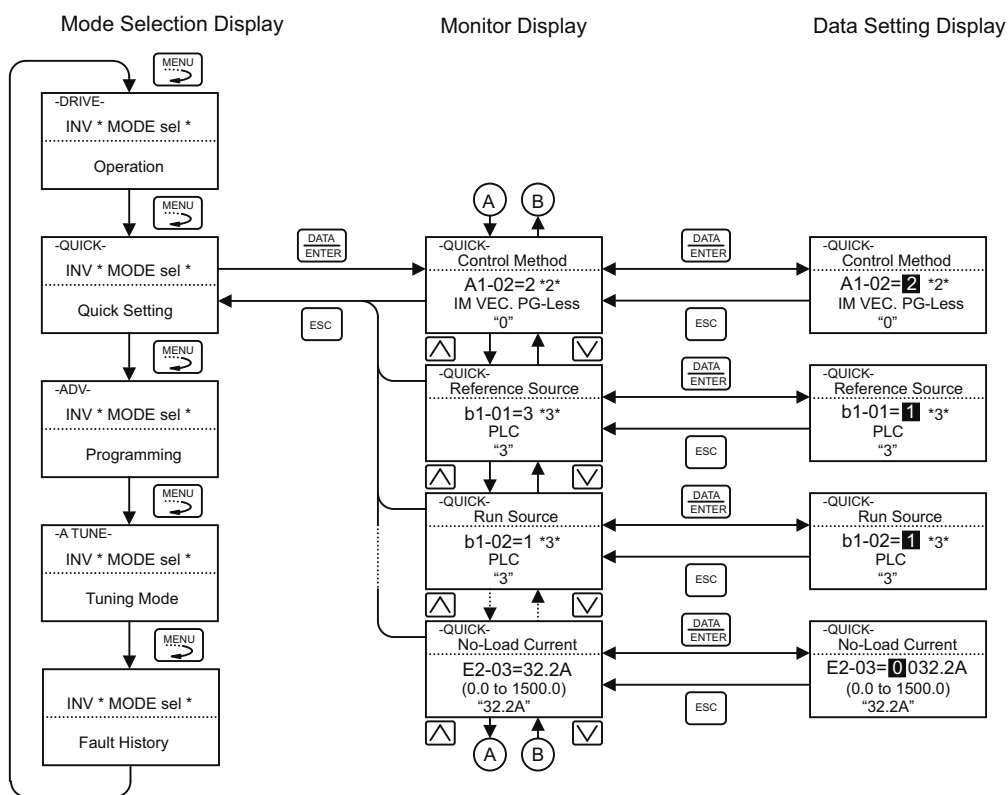 Mode Selection Display
Monitor Display
Data Setting Display
MENU
-DRIVE-
INV * MODE sel *
Operation
MENU
-QUICK-
INV * MODE sel *
Quick Setting
MENU
-ADV-
INV * MODE sel *
Programming
MENU
-A TUNE-
INV * MODE sel *
Tuning Mode
MENU
INV * MODE sel *
Fault History
DATA
ENTER
ESC
A
B
-QUICK-
Control Method
A1-02=2 *2*
IM VEC. PG-Less
“0”
DATA
ENTER
ESC
-QUICK-
Control Method
A1-02=2 *2*
IM VEC. PG-Less
“0”
-QUICK-
Reference Source
b1-01=3 *3*
PLC
“3”
DATA
ENTER
ESC
-QUICK-
Reference Source
b1-01=1 *3*
PLC
“3”
-QUICK-
Run Source
b1-02=1 *3*
PLC
“3”
DATA
ENTER
ESC
-QUICK-
Run Source
b1-02=1 *3*
PLC
“3”
-QUICK-
No-Load Current
E2-03=32.2A
(0.0 to 1500.0)
“32.2A”
DATA
ENTER
ESC
-QUICK-
No-Load Current
E2-03=0032.2A
(0.0 to 1500.0)
“32.2A”
A
B